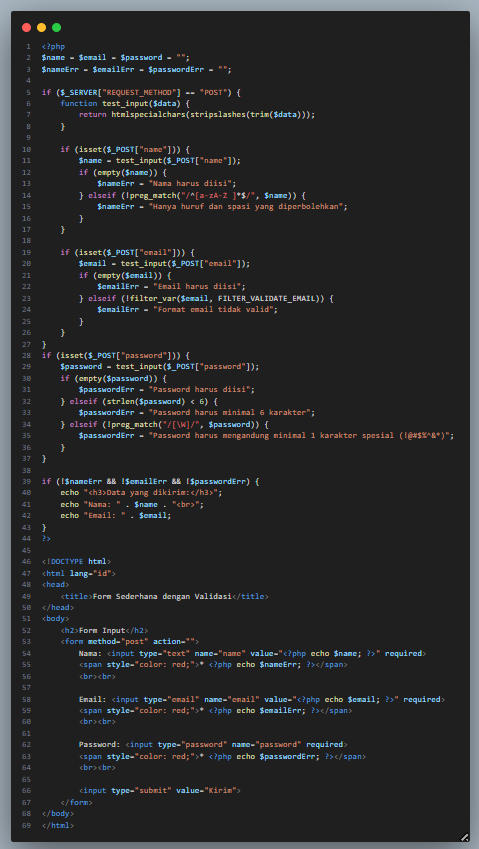 1 <?php
2 $name = $email = $password = "";
3 $nameErr = $emailErr = $passwordErr = "";
4
5 if ($_SERVER["REQUEST_METHOD"] == "POST") {
6     function test_input($data) {
7         return htmlspecialchars(stripslashes(trim($data)));
8     }
9
10     if (isset($_POST["name"])) {
11         $name = test_input($_POST["name"]);
12         if (empty($name)) {
13             $nameErr = "Nama harus diisi";
14         } elseif (!preg_match("/^[a-zA-Z ]*$/", $name)) {
15             $nameErr = "Hanya huruf dan spasi yang diperbolehkan";
16         }
17     }
18
19     if (isset($_POST["email"])) {
20         $email = test_input($_POST["email"]);
21         if (empty($email)) {
22             $emailErr = "Email harus diisi";
23         } elseif (!filter_var($email, FILTER_VALIDATE_EMAIL)) {
24             $emailErr = "Format email tidak valid";
25         }
26     }
27 }
28 if (isset($_POST["password"])) {
29     $password = test_input($_POST["password"]);
30     if (empty($password)) {
31         $passwordErr = "Password harus diisi";
32     } elseif (strlen($password) < 6) {
33         $passwordErr = "Password harus minimal 6 karakter";
34     } elseif (!preg_match("/[\W]/", $password)) {
35         $passwordErr = "Password harus mengandung minimal 1 karakter spesial (!@#$%^&*)";
36     }
37 }
38
39 if (!$nameErr && !$emailErr && !$passwordErr) {
40     echo "<h3>Data yang dikirim:</h3>";
41     echo "Nama: " . $name . "<br>";
42     echo "Email: " . $email;
43 }
44 ?>
45
46 <!DOCTYPE html>
47 <html lang="id">
48 <head>
49     <title>Form Sederhana dengan Validasi</title>
50 </head>
51 <body>
52     <h2>Form Input</h2>
53     <form method="post" action="">
54         Nama: <input type="text" name="name" value="<?php echo $name; ?>" required>
55         <span style="color: red;">* <?php echo $nameErr; ?></span>
56         <br><br>
57
58         Email: <input type="email" name="email" value="<?php echo $email; ?>" required>
59         <span style="color: red;">* <?php echo $emailErr; ?></span>
60         <br><br>
61
62         Password: <input type="password" name="password" required>
63         <span style="color: red;">* <?php echo $passwordErr; ?></span>
64         <br><br>
65
66         <input type="submit" value="Kirim">
67     </form>
68 </body>
69 </html>